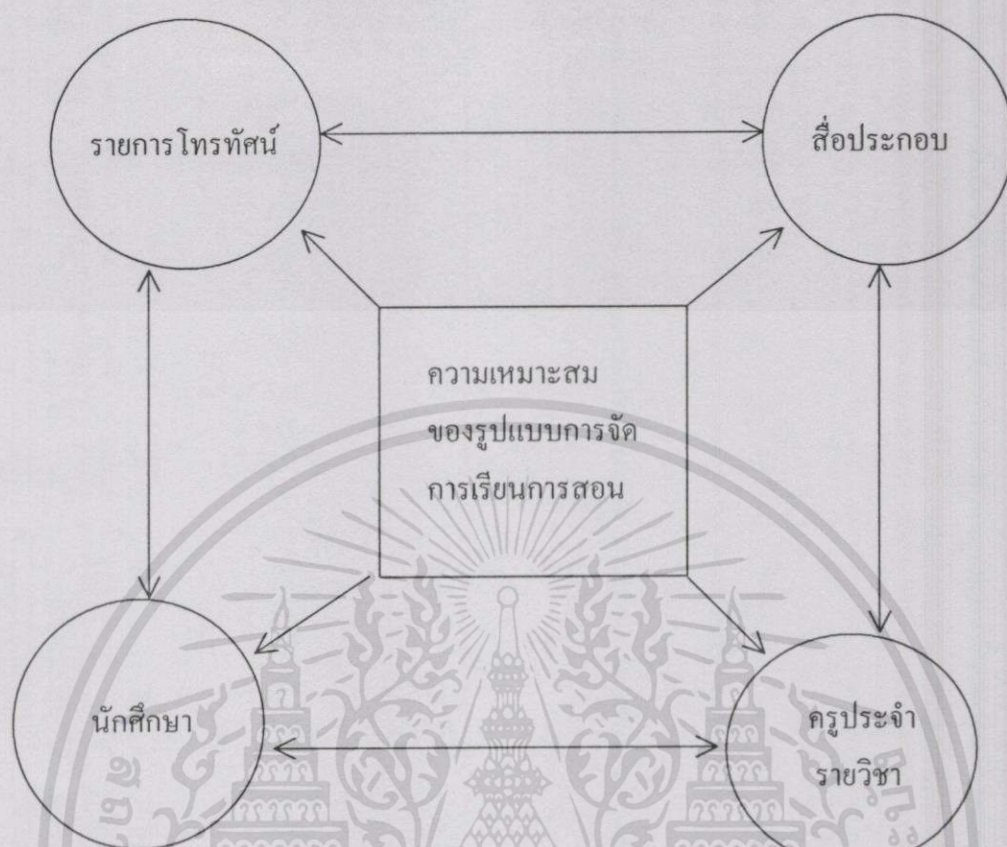 รายการโทรทัศน์
สื่อประกอบ
ความเหมาะสม
ของรูปแบบการจัด
การเรียนการสอน
นักศึกษา
ครูประจำ
รายวิชา